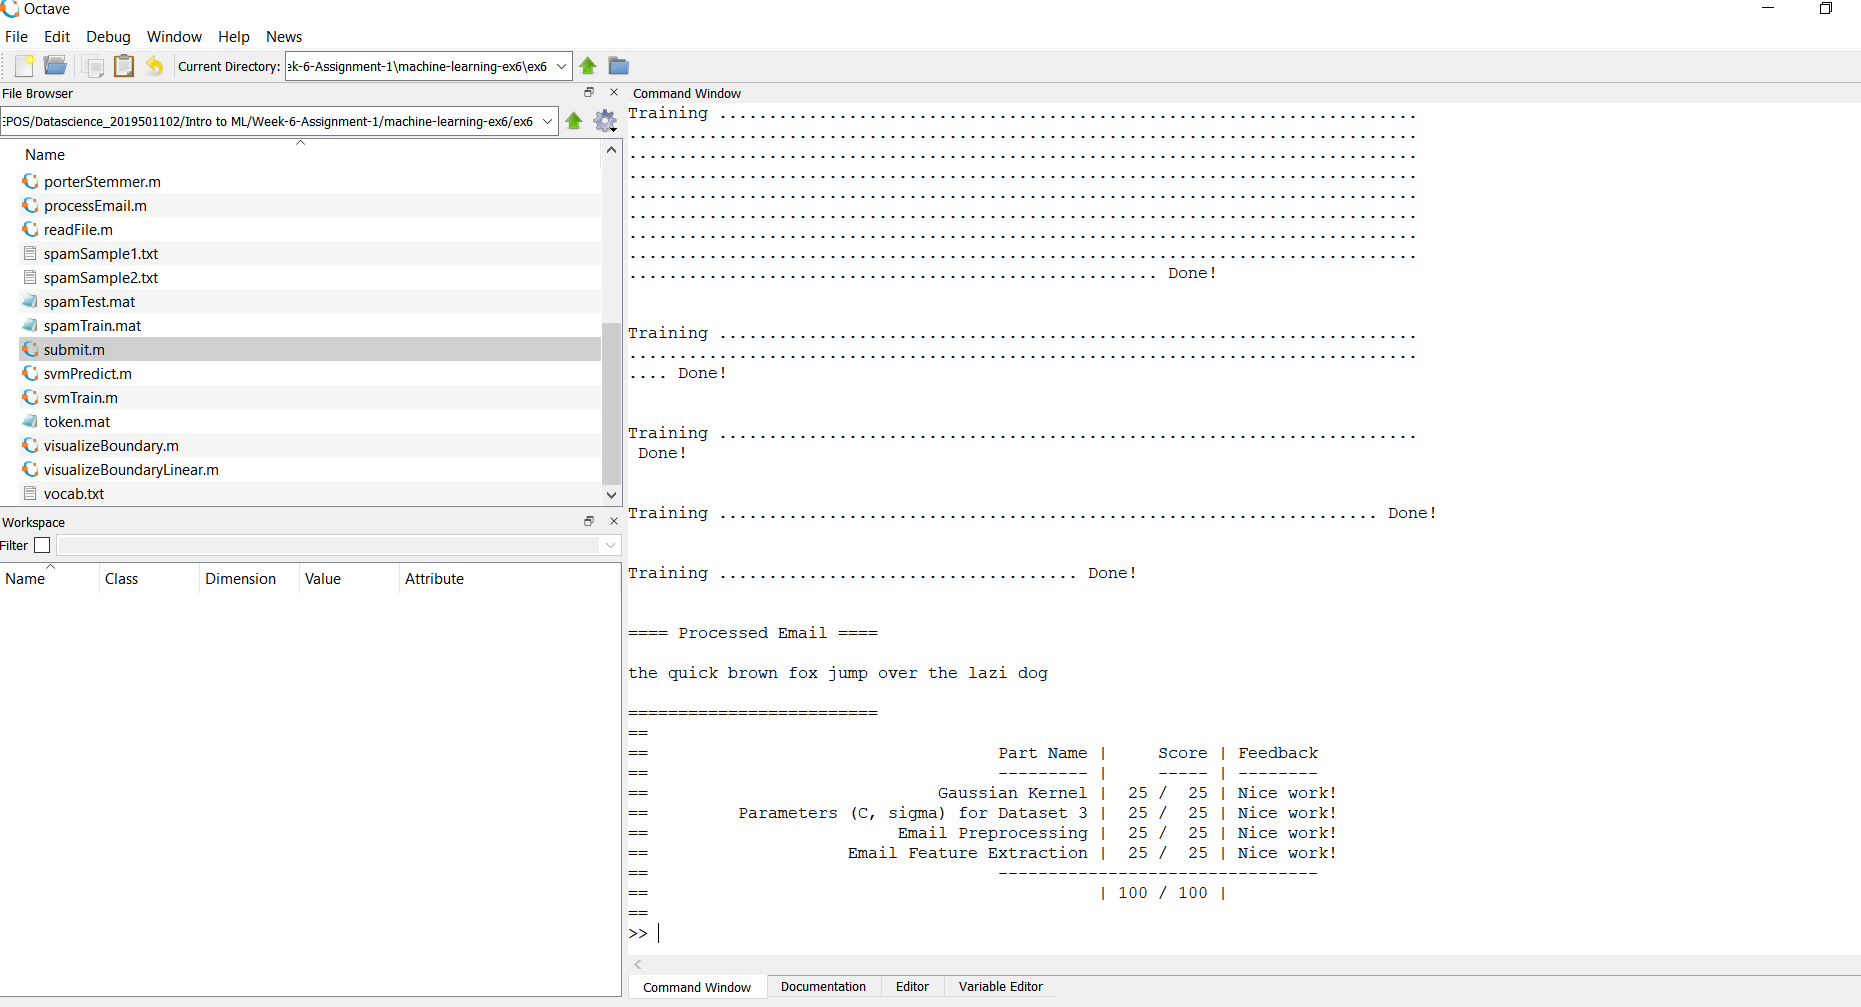 Octave
File Edit Debug Window Help News
Current Directory: ek-6-Assignment-1\machine-learning-ex6\ex6
File Browser
EPOS/Datascience_2019501102/Intro to ML/Week-6-Assignment-1/machine-learning-ex6/ex6
Name
porterStemmer.m
processEmail.m
readFile.m
spamSample1.txt
spamSample2.txt
spamTest.mat
spamTrain.mat
submit.m
svmPredict.m
svmTrain.m
token.mat
visualizeBoundary.m
visualizeBoundaryLinear.m
vocab.txt
Workspace
Filter
Name Class Dimension Value Attribute
Command Window
Training ......................................................................
...............................................................................
...............................................................................
...............................................................................
...............................................................................
...............................................................................
...............................................................................
...............................................................................
..................................................... Done!
Training ......................................................................
...............................................................................
.... Done!
Training ......................................................................
Done!
Training .................................................................. Done!
Training .................................... Done!
==== Processed Email ====
the quick brown fox jump over the lazi dog
=========================
==
== Part Name | Score | Feedback
== --------- | ----- | --------
== Gaussian Kernel | 25 / 25 | Nice work!
== Parameters (C, sigma) for Dataset 3 | 25 / 25 | Nice work!
== Email Preprocessing | 25 / 25 | Nice work!
== Email Feature Extraction | 25 / 25 | Nice work!
== --------------------------------
== | 100 / 100 |
==
>>
Command Window Documentation Editor Variable Editor